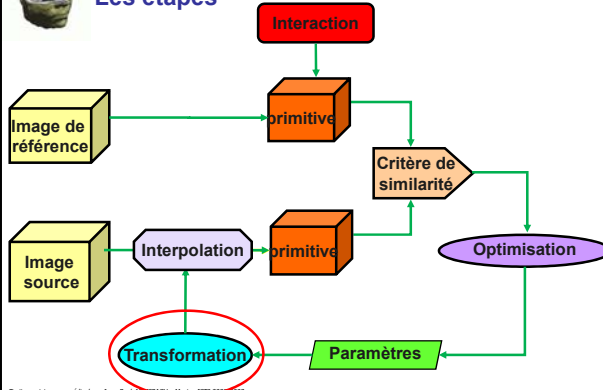 Les étapes
Interaction
Image de
référence
primitive
Critère de
similarité
Image
source
Interpolation
primitive
Optimisation
Transformation
Paramètres